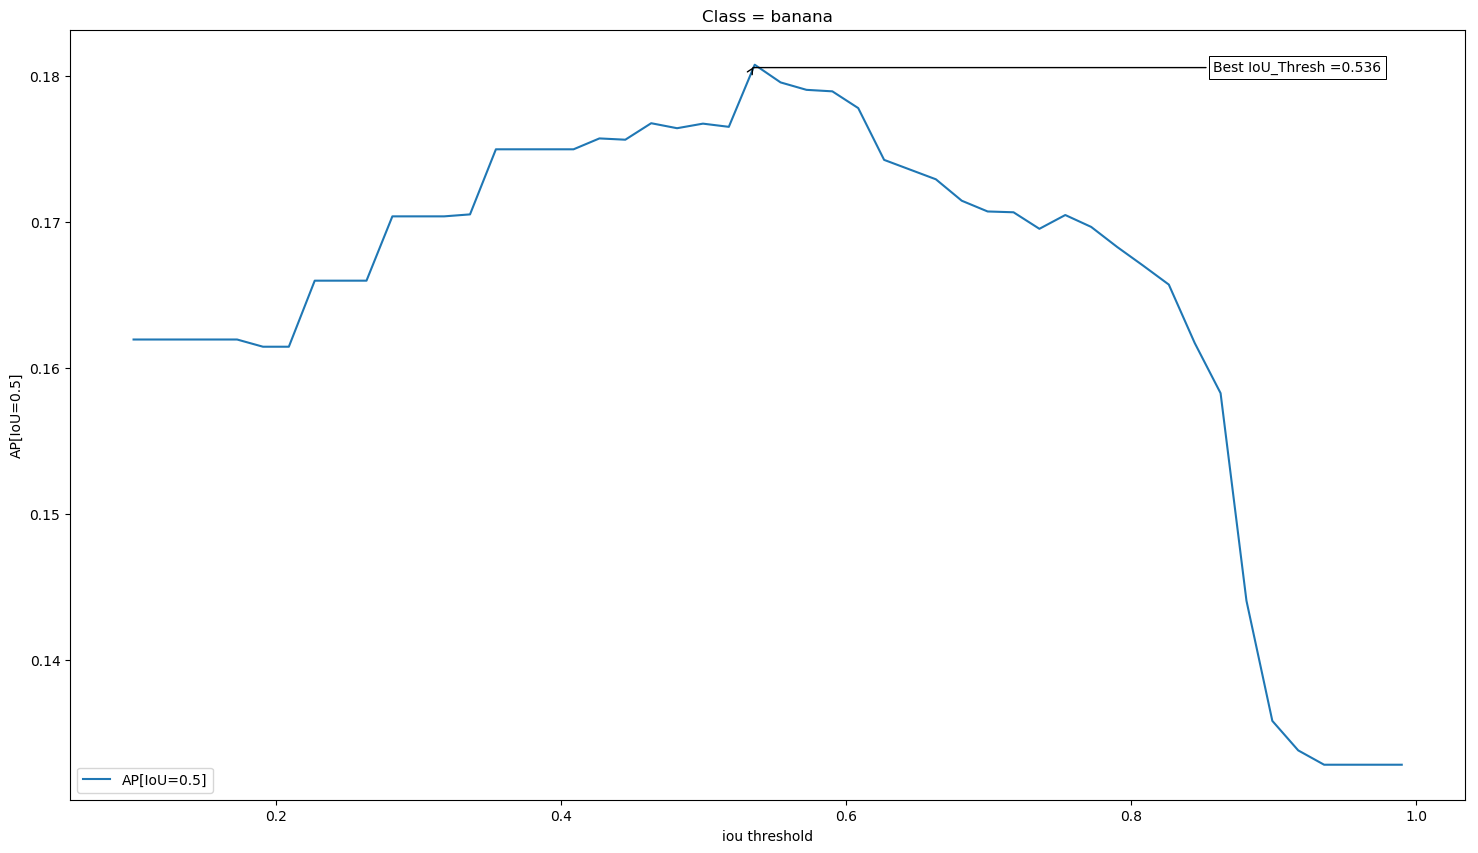 Class = banana
Best IoU_Thresh =0.536
0.18
0.17
0.16
0.15
0.14
AP[IoU=0.5]
AP[IoU=0.5]
0.2
0.4
0.6
0.8
1.0
iou threshold